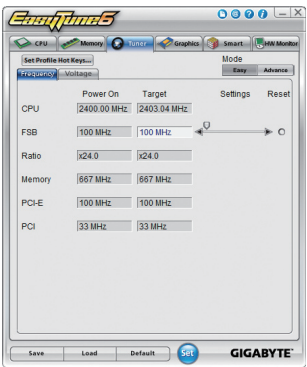 EasyTune6
CPU Memory Tuner Graphics Smart HW Monitor
Set Profile Hot Keys... Mode
Frequency Voltage Easy Advance
Power On Target Settings Reset
CPU 2400.00 MHz 2403.04 MHz
FSB 100 MHz 100 MHz
Ratio x24.0 x24.0
Memory 667 MHz 667 MHz
PCI-E 100 MHz 100 MHz
PCI 33 MHz 33 MHz
Save Load Default Set GIGABYTE